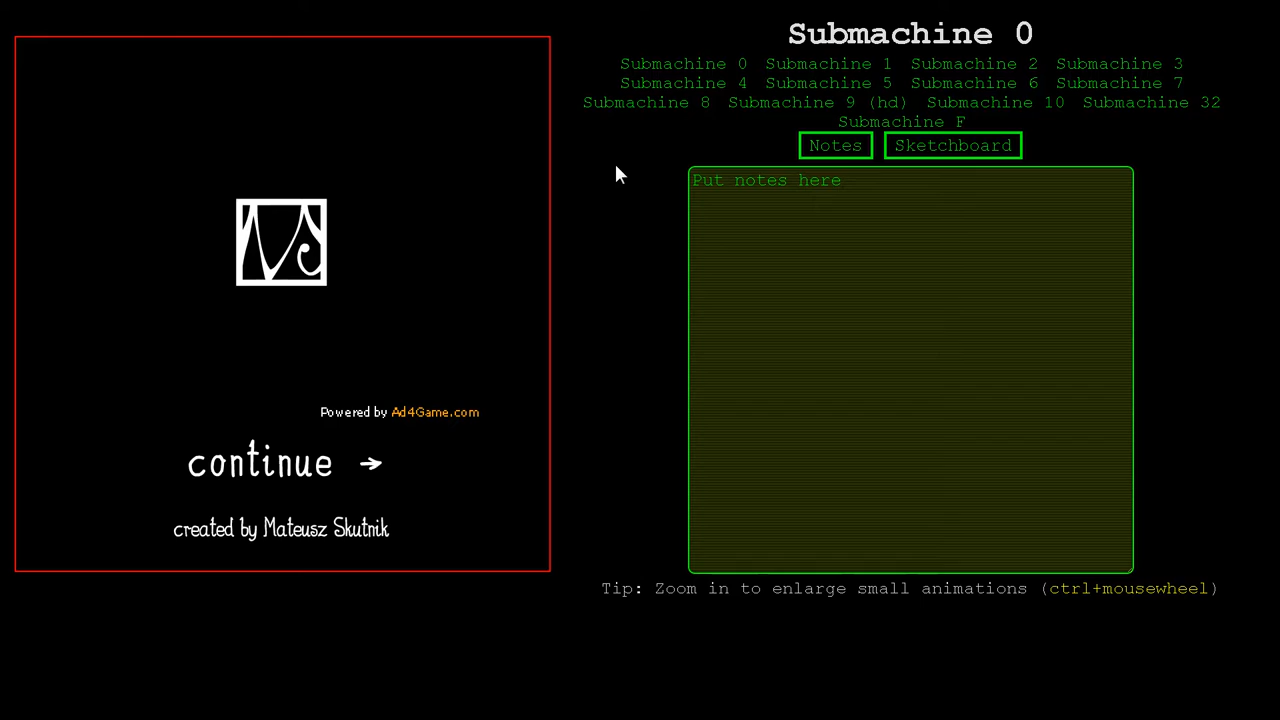 Submachine 0
Submachine 0 Submachine 1 Submachine 2 Submachine 3
Submachine 4 Submachine 5 Submachine 6 Submachine 7
Submachine 8 Submachine 9 (hd) Submachine 10 Submachine 32
Submachine F
Notes Sketchboard
Put notes here
Powered by Ad4Game.com
continue →
created by Mateusz Skutnik
Tip: Zoom in to enlarge small animations (ctrl+mousewheel)